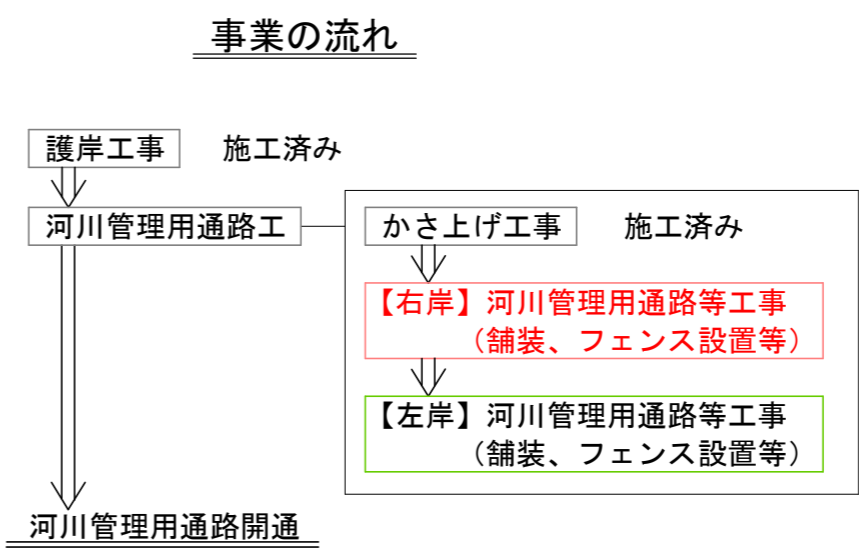 事業の流れ
護岸工事　施工済み
河川管理用通路工
かさ上げ工事　施工済み
【右岸】河川管理用通路等工事
（舗装、フェンス設置等）
【左岸】河川管理用通路等工事
（舗装、フェンス設置等）
河川管理用通路開通